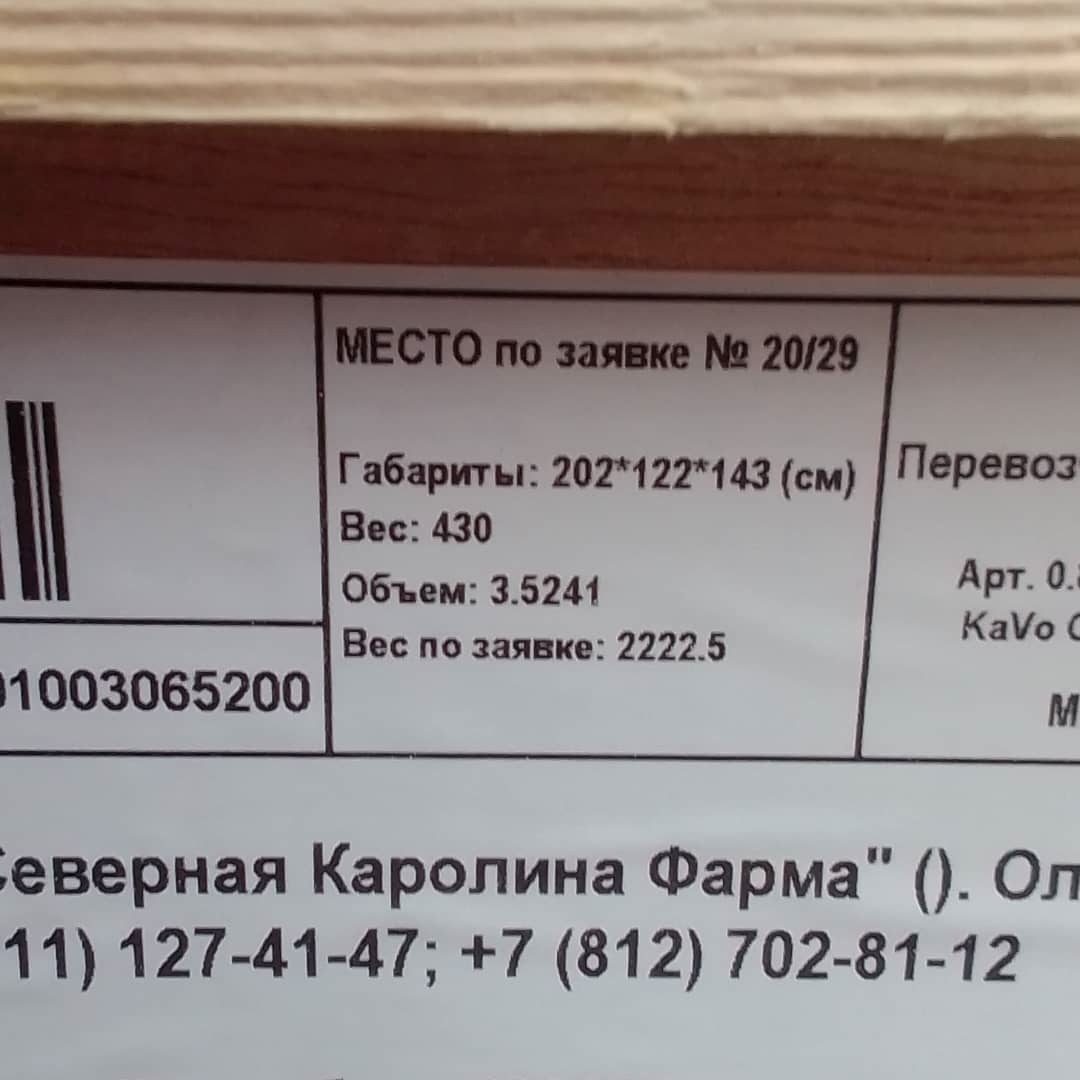 МЕСТО по заявке № 20/29
Габариты: 202*122*143 (см)
Вес: 430
Объем: 3.5241
Вес по заявке: 2222.5
Перевоз
Арт. 0.
KaVo
М
1003065200
Северная Каролина Фарма" (). Ол
11) 127-41-47; +7 (812) 702-81-12